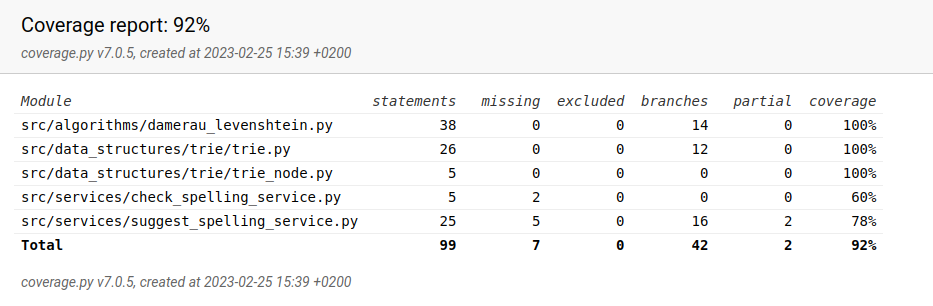 Coverage report: 92%
coverage.py v7.0.5, created at 2023-02-25 15:39 +0200
Module statements missing excluded branches partial coverage
src/algorithms/damerau_levenshtein.py 38 0 0 14 0 100%
src/data_structures/trie/trie.py 26 0 0 12 0 100%
src/data_structures/trie/trie_node.py 5 0 0 0 0 100%
src/services/check_spelling_service.py 5 2 0 0 0 60%
src/services/suggest_spelling_service.py 25 5 0 16 2 78%
Total 99 7 0 42 2 92%
coverage.py v7.0.5, created at 2023-02-25 15:39 +0200